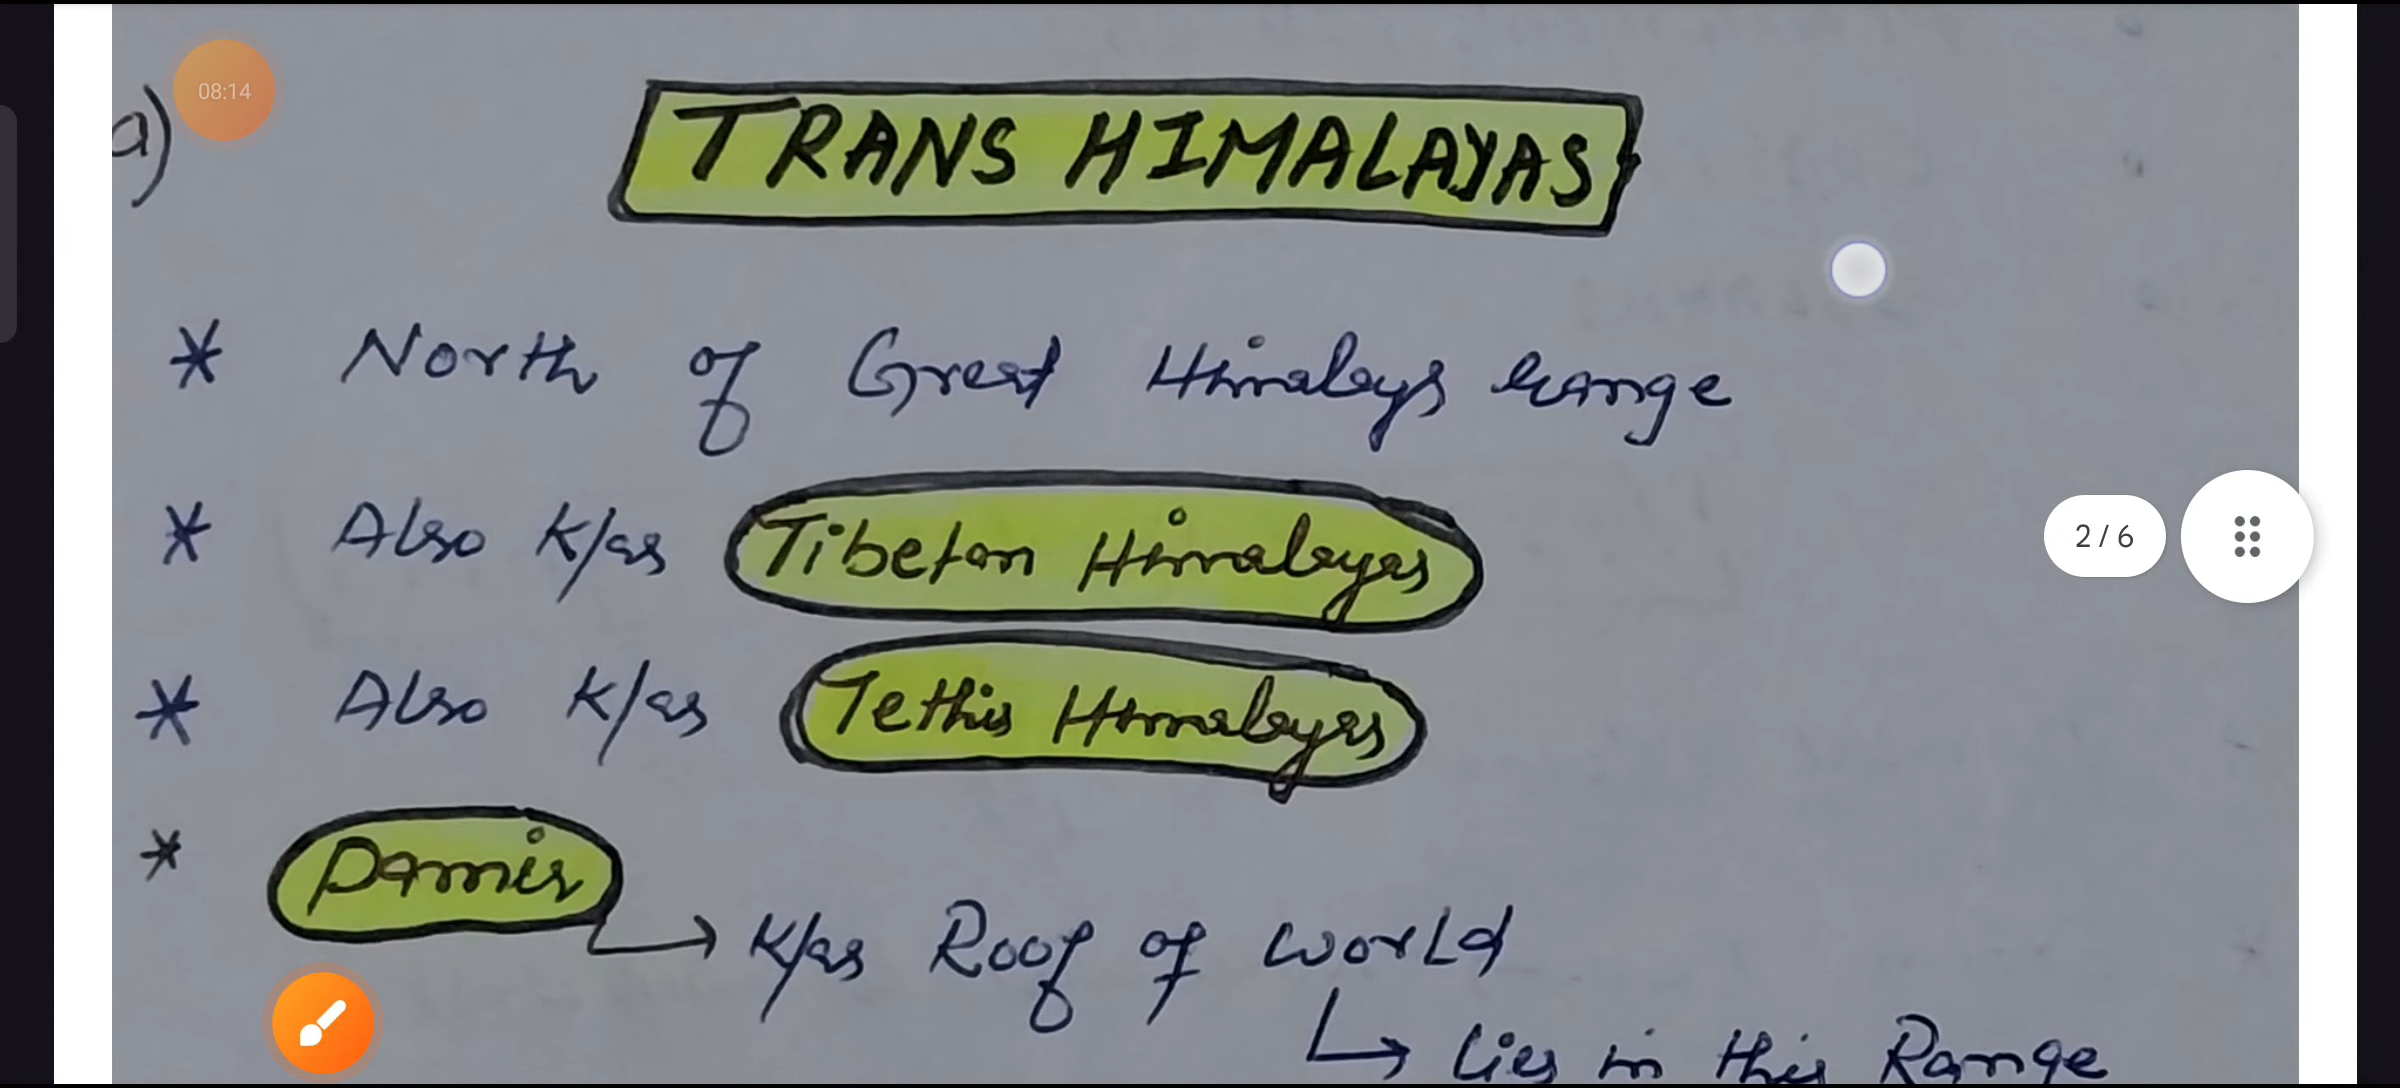 08:14
a)
TRANS HIMALAYAS
* North of Great Himalays range
* Also K/as Tibetan Himalayas
* Also K/as Tethis Himalayas
2 / 6
* Pamir
→ K/as Roof of world
→ Lies in this Range